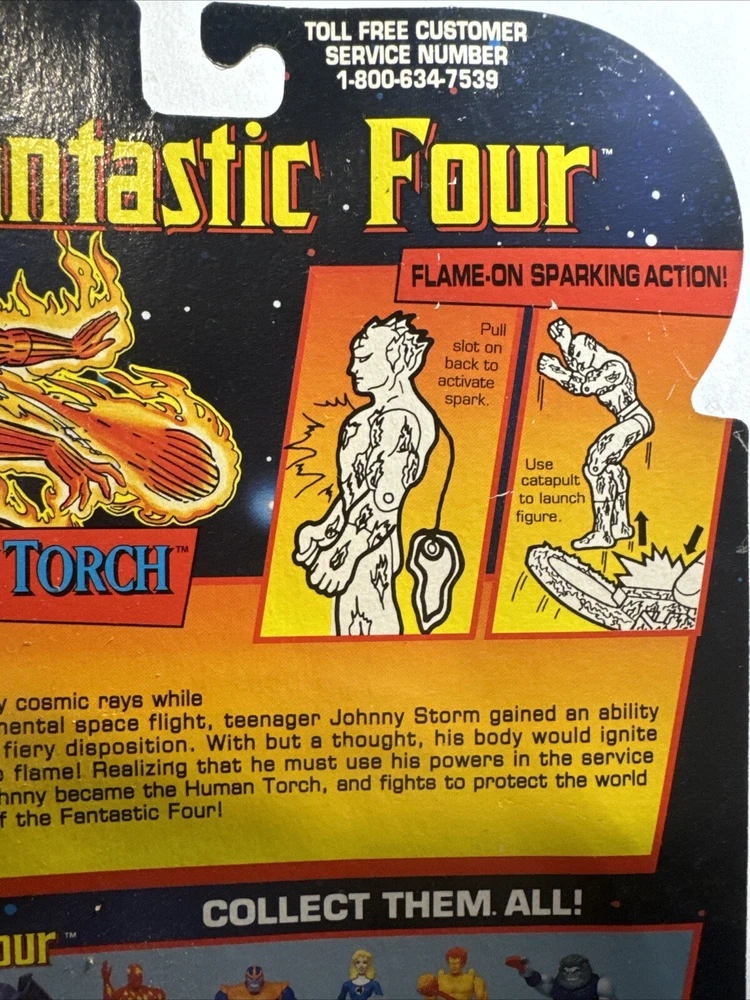 TOLL FREE CUSTOMER
SERVICE NUMBER
1-800-634-7539
ntastic Four™
FLAME-ON SPARKING ACTION!
Pull
slot on
back to
activate
spark.
Use
catapult
to launch
figure.
TORCH™
y cosmic rays while
mental space flight, teenager Johnny Storm gained an ability
fiery disposition. With but a thought, his body would ignite
flame! Realizing that he must use his powers in the service
hnny became the Human Torch, and fights to protect the world
f the Fantastic Four!
COLLECT THEM ALL!
our™